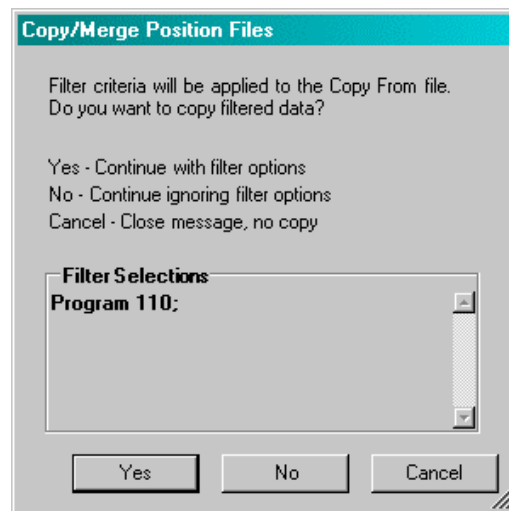 Copy/Merge Position Files
Filter criteria will be applied to the Copy From file.
Do you want to copy filtered data?
Yes - Continue with filter options
No - Continue ignoring filter options
Cancel - Close message, no copy
Filter Selections
Program 110;
Yes No Cancel